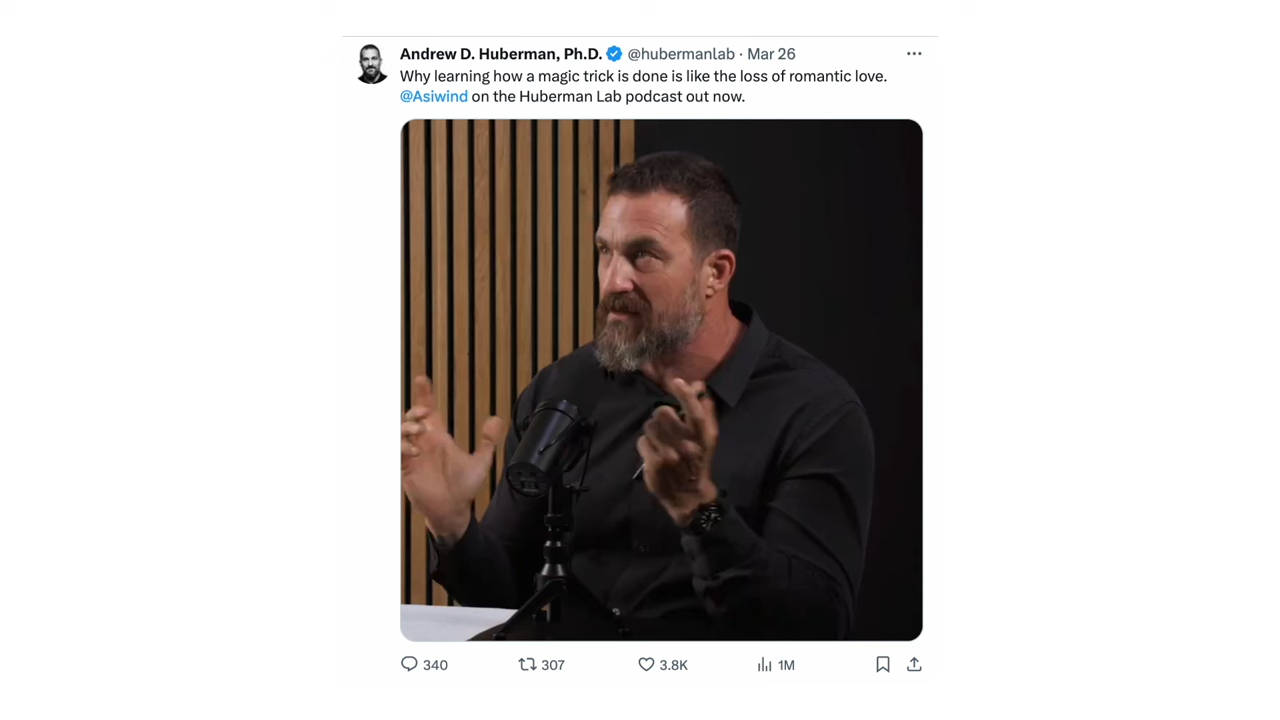 Andrew D. Huberman, Ph.D. @hubermanlab · Mar 26
Why learning how a magic trick is done is like the loss of romantic love.
@Asiwind on the Huberman Lab podcast out now.
340 307 3.8K 1M